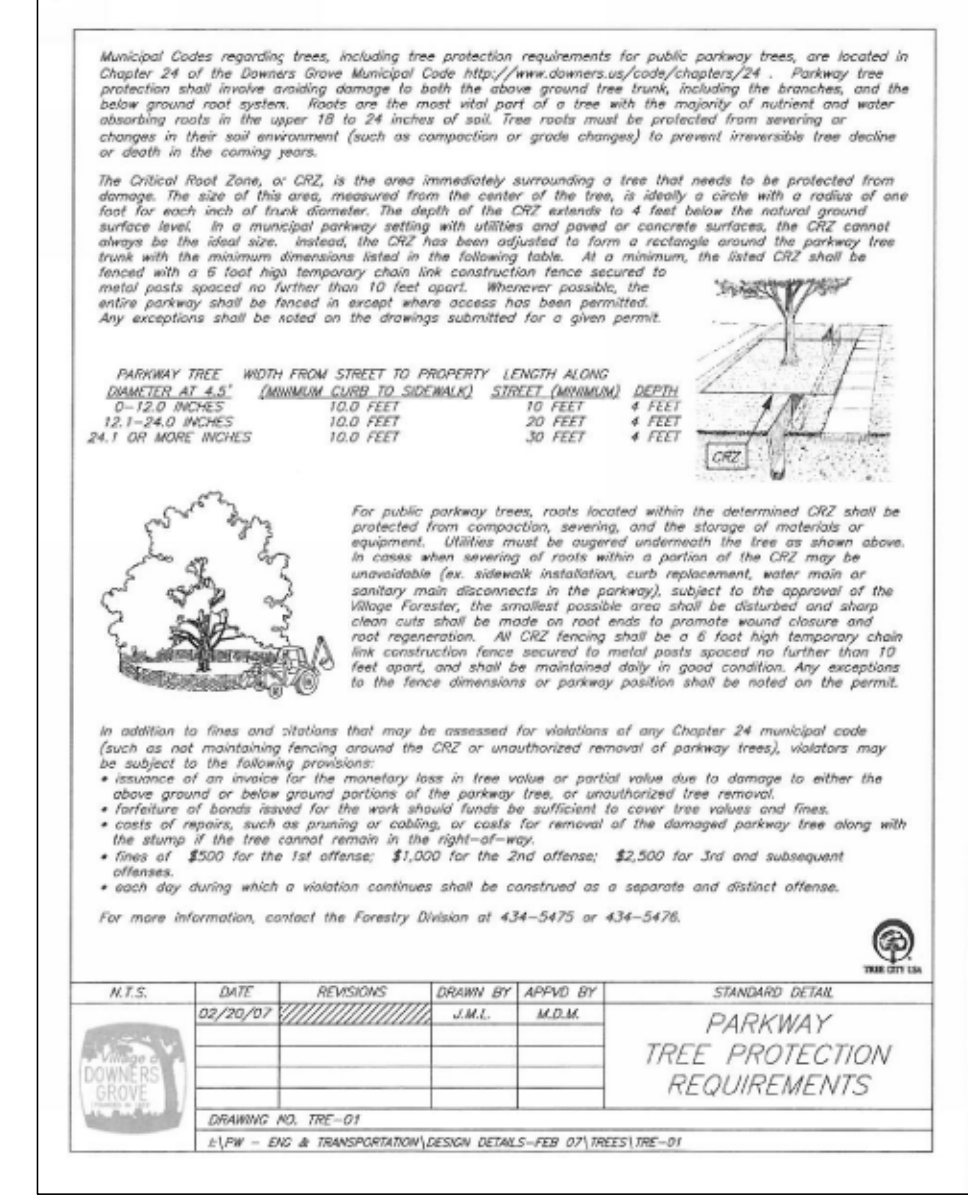 Municipal Codes regarding trees, including tree protection requirements for public parkway trees, are located in
Chapter 24 of the Downers Grove Municipal Code http://www.downers.us/code/chapters/24 . Parkway tree
protection shall involve avoiding damage to both the above ground tree trunk, including the branches, and the
below ground root system. Roots are the most vital part of a tree with the majority of nutrient and water
absorbing roots in the upper 18 to 24 inches of soil. Tree roots must be protected from severing or
changes in their soil environment (such as compaction or grade changes) to prevent irreversible tree decline
or death in the coming years.
The Critical Root Zone, or CRZ, is the area immediately surrounding a tree that needs to be protected from
damage. The size of this area, measured from the center of the tree, is ideally a circle with a radius of one
foot for each inch of trunk diameter. The depth of the CRZ extends to 4 feet below the natural ground
surface level. In a municipal parkway setting with utilities and paved or concrete surfaces, the CRZ cannot
always be the ideal size. Instead, the CRZ has been adjusted to form a rectangle around the parkway tree
trunk with the minimum dimensions listed in the following table. At a minimum, the listed CRZ shall be
fenced with a 6 foot high temporary chain link construction fence secured to
metal posts spaced no further than 10 feet apart. Whenever possible, the
entire parkway shall be fenced in except where access has been permitted.
Any exceptions shall be noted on the drawings submitted for a given permit.
PARKWAY TREE WIDTH FROM STREET TO PROPERTY LENGTH ALONG
DIAMETER AT 4.5' (MINIMUM CURB TO SIDEWALK) STREET (MINIMUM) DEPTH
0-12.0 INCHES 10.0 FEET 10 FEET 4 FEET
12.1-24.0 INCHES 10.0 FEET 20 FEET 4 FEET
24.1 OR MORE INCHES 10.0 FEET 30 FEET 4 FEET
CRZ
For public parkway trees, roots located within the determined CRZ shall be
protected from compaction, severing, and the storage of materials or
equipment. Utilities must be augered underneath the tree as shown above.
In cases when severing of roots within a portion of the CRZ may be
unavoidable (ex. sidewalk installation, curb replacement, water main or
sanitary main disconnects in the parkway), subject to the approval of the
Village Forester, the smallest possible area shall be disturbed and sharp
clean cuts shall be made on root ends to promote wound closure and
root regeneration. All CRZ fencing shall be a 6 foot high temporary chain
link construction fence secured to metal posts spaced no further than 10
feet apart, and shall be maintained daily in good condition. Any exceptions
to the fence dimensions or parkway position shall be noted on the permit.
In addition to fines and citations that may be assessed for violations of any Chapter 24 municipal code
(such as not maintaining fencing around the CRZ or unauthorized removal of parkway trees), violators may
be subject to the following provisions:
• issuance of an invoice for the monetary loss in tree value or partial value due to damage to either the
above ground or below ground portions of the parkway tree, or unauthorized tree removal.
• forfeiture of bonds issued for the work should funds be sufficient to cover tree values and fines.
• costs of repairs, such as pruning or cabling, or costs for removal of the damaged parkway tree along with
the stump if the tree cannot remain in the right-of-way.
• fines of $500 for the 1st offense; $1,000 for the 2nd offense; $2,500 for 3rd and subsequent
offenses.
• each day during which a violation continues shall be construed as a separate and distinct offense.
For more information, contact the Forestry Division at 434-5475 or 434-5476.
TREE CITY USA
N.T.S. DATE REVISIONS DRAWN BY APPVD BY STANDARD DETAIL
02/20/07 J.M.L. M.D.M.
PARKWAY
TREE PROTECTION
REQUIREMENTS
Village of
DOWNERS
GROVE
DRAWING NO. TRE-01
I:\PW - ENG & TRANSPORTATION\DESIGN DETAILS-FEB 07\TREES\TRE-01